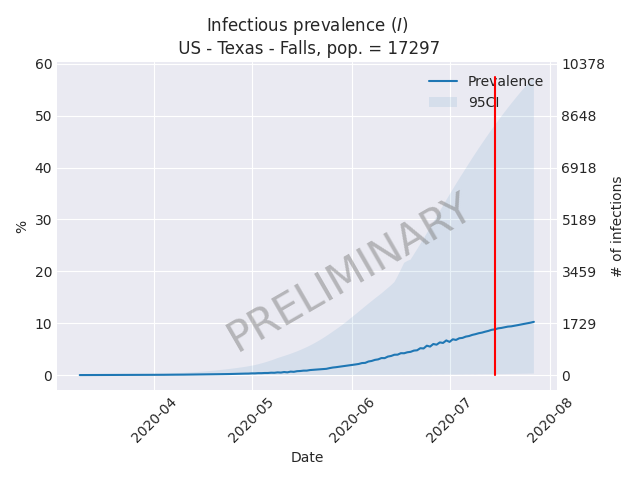 Infectious prevalence (I)
US - Texas - Falls, pop. = 17297
60 10378
Prevalence
95CI
50 8648
40 6918
30 5189
20 3459
10 1729
0 0
%
# of infections
PRELIMINARY
2020-04 2020-05 2020-06 2020-07 2020-08
Date